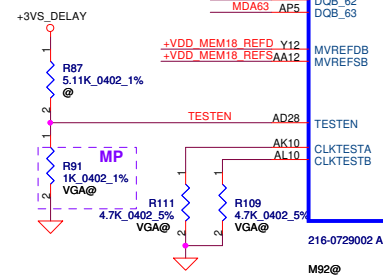 DQB_62
MDA63 AP5 DQB_63
+3VS_DELAY
+VDD_MEM18_REFD Y12 MVREFDB
+VDD_MEM18_REFS AA12 MVREFSB
1
R87
5.11K_0402_1%
@
2
TESTEN AD28 TESTEN
1
MP
R91
1K_0402_1%
VGA@
2
AK10 CLKTESTA
AL10 CLKTESTB
1 1
R111 R109
4.7K_0402_5% 4.7K_0402_5%
VGA@ VGA@
2 2
216-0729002 A
M92@